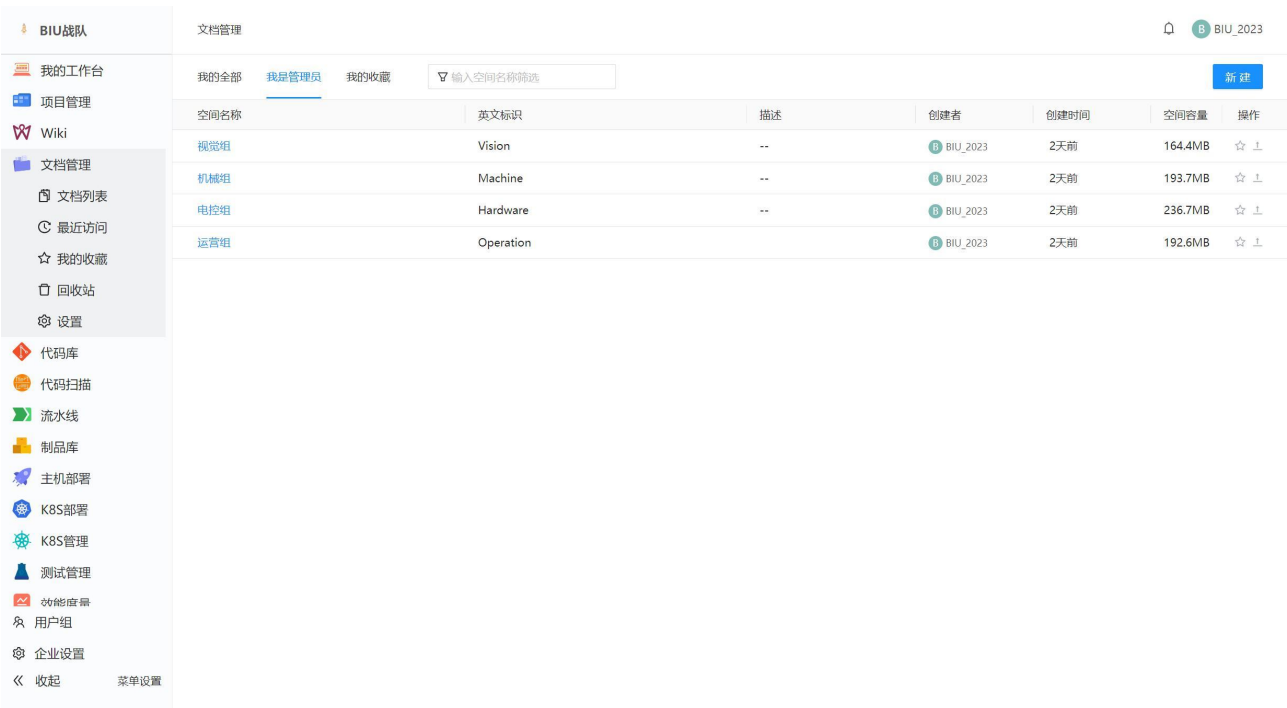 BIU战队
文档管理
B BIU_2023
我的工作台
项目管理
Wiki
文档管理
文档列表
最近访问
我的收藏
回收站
设置
代码库
代码扫描
流水线
制品库
主机部署
K8S部署
K8S管理
测试管理
效能度量
用户组
企业设置
收起 菜单设置
我的全部 我是管理员 我的收藏 输入空间名称筛选 新 建
空间名称 英文标识 描述 创建者 创建时间 空间容量 操作
视觉组 Vision -- B BIU_2023 2天前 164.4MB
机械组 Machine -- B BIU_2023 2天前 193.7MB
电控组 Hardware -- B BIU_2023 2天前 236.7MB
运营组 Operation B BIU_2023 2天前 192.6MB